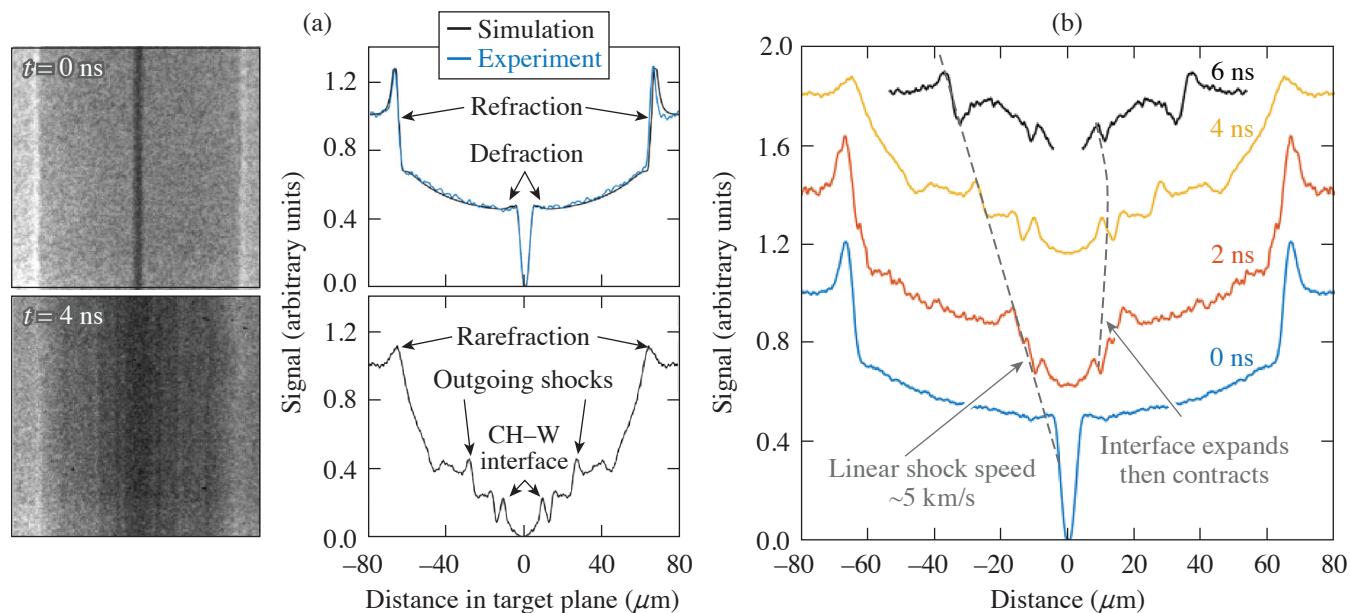 (a)
t = 0 ns
t = 4 ns
Simulation
Experiment
Refraction
Defraction
1.2
0.8
0.4
0.0
Rarefraction
Outgoing shocks
CH–W
interface
1.2
0.8
0.4
0.0
Signal (arbitrary units)
–80 –40 0 40 80
Distance in target plane (μm)
(b)
2.0
1.6
1.2
0.8
0.4
0.0
Signal (arbitrary units)
6 ns
4 ns
2 ns
0 ns
Linear shock speed
~5 km/s
Interface expands
then contracts
–80 –60 –40 –20 0 20 40 60 80
Distance (μm)